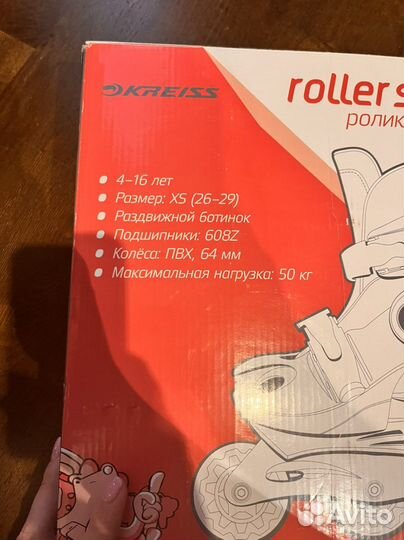 KREISS
roller s
ролик
4-16 лет
Размер: XS (26-29)
Раздвижной ботинок
Подшипники: 608Z
Колёса: ПВХ, 64 мм
Максимальная нагрузка: 50 кг
Avito